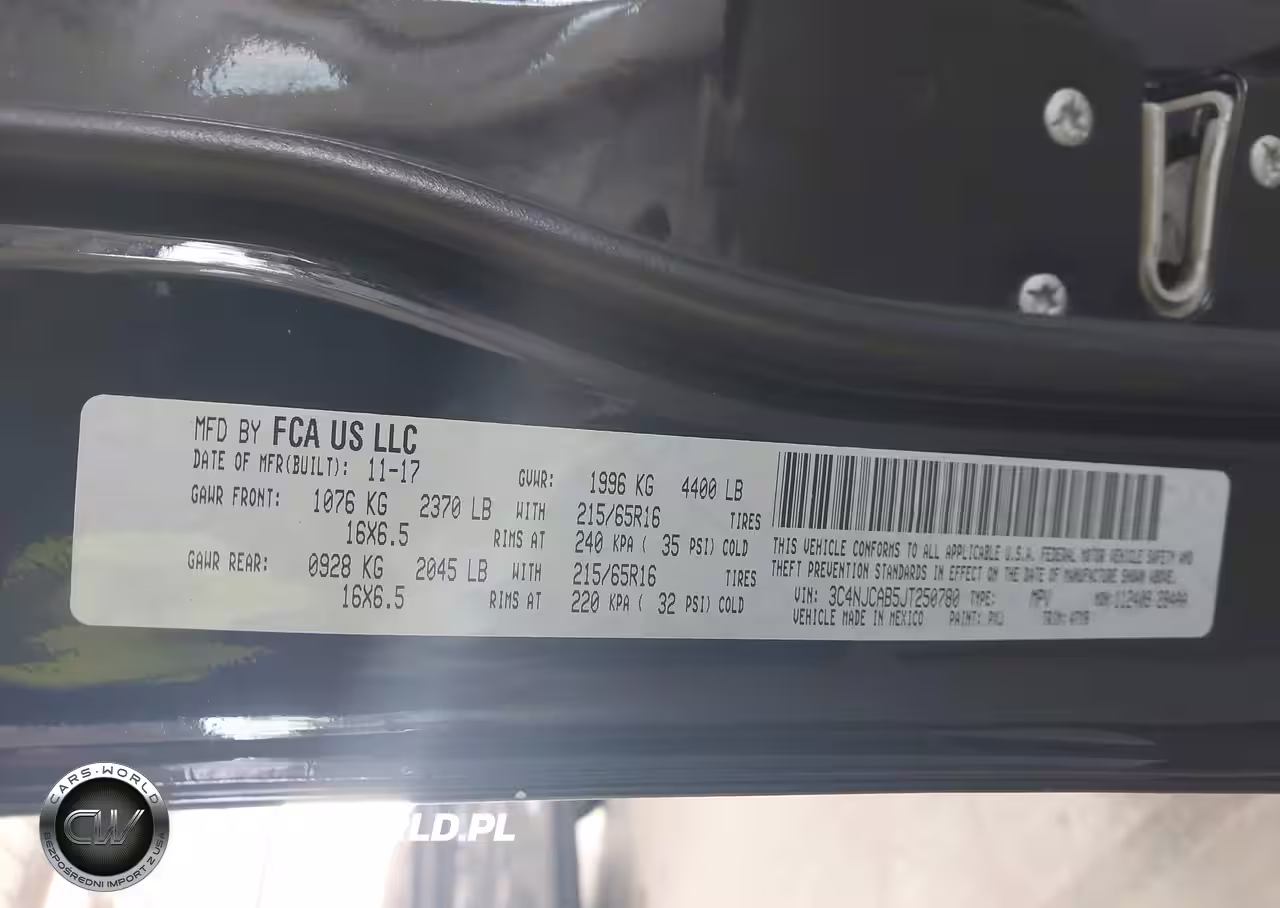 MFD BY FCA US LLC
DATE OF MFR(BUILT): 11-17
GVWR: 1996 KG 4400 LB
GAWR FRONT: 1076 KG 2370 LB WITH 215/65R16 TIRES
16X6.5 RIMS AT 240 KPA ( 35 PSI) COLD
GAWR REAR: 0928 KG 2045 LB WITH 215/65R16 TIRES
16X6.5 RIMS AT 220 KPA ( 32 PSI) COLD
THIS VEHICLE CONFORMS TO ALL APPLICABLE U.S.A. FEDERAL MOTOR VEHICLE SAFETY AND
THEFT PREVENTION STANDARDS IN EFFECT ON THE DATE OF MANUFACTURE SHOWN ABOVE.
VIN: 3C4NJCAB5JT250780 TYPE: MPV
VEHICLE MADE IN MEXICO PAINT: TRIM:
CARS-WORLD
CW
BEZPOŚREDNI IMPORT Z USA
LD.PL